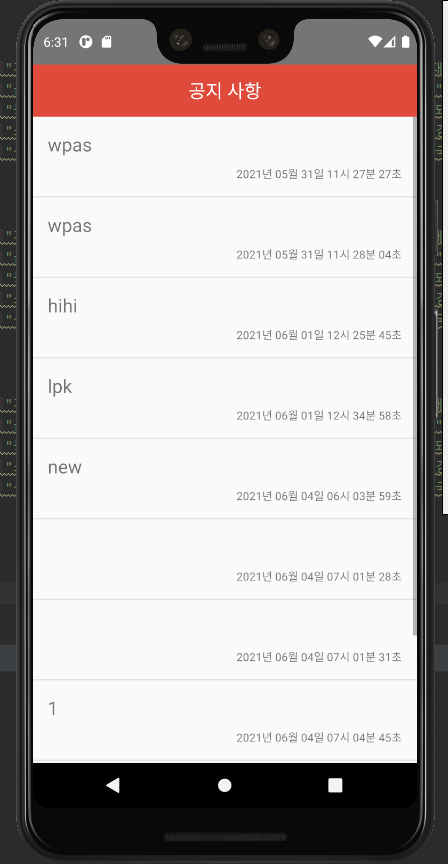 6:31
공지 사항
wpas
2021년 05월 31일 11시 27분 27초
wpas
2021년 05월 31일 11시 28분 04초
hihi
2021년 06월 01일 12시 25분 45초
lpk
2021년 06월 01일 12시 34분 58초
new
2021년 06월 04일 06시 03분 59초
2021년 06월 04일 07시 01분 28초
2021년 06월 04일 07시 01분 31초
1
2021년 06월 04일 07시 04분 45초